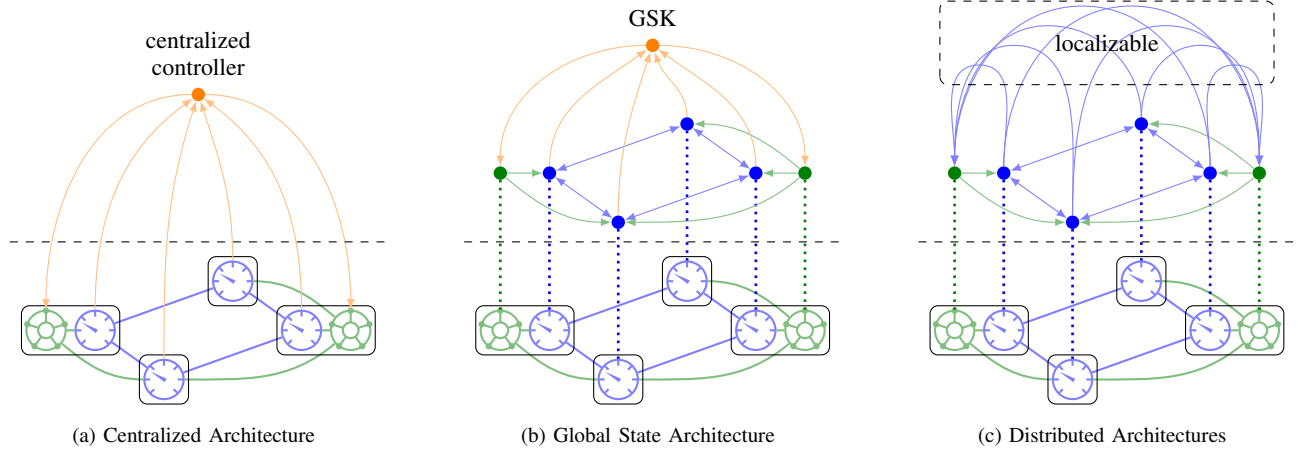 centralized
controller
GSK
localizable
(a) Centralized Architecture
(b) Global State Architecture
(c) Distributed Architectures